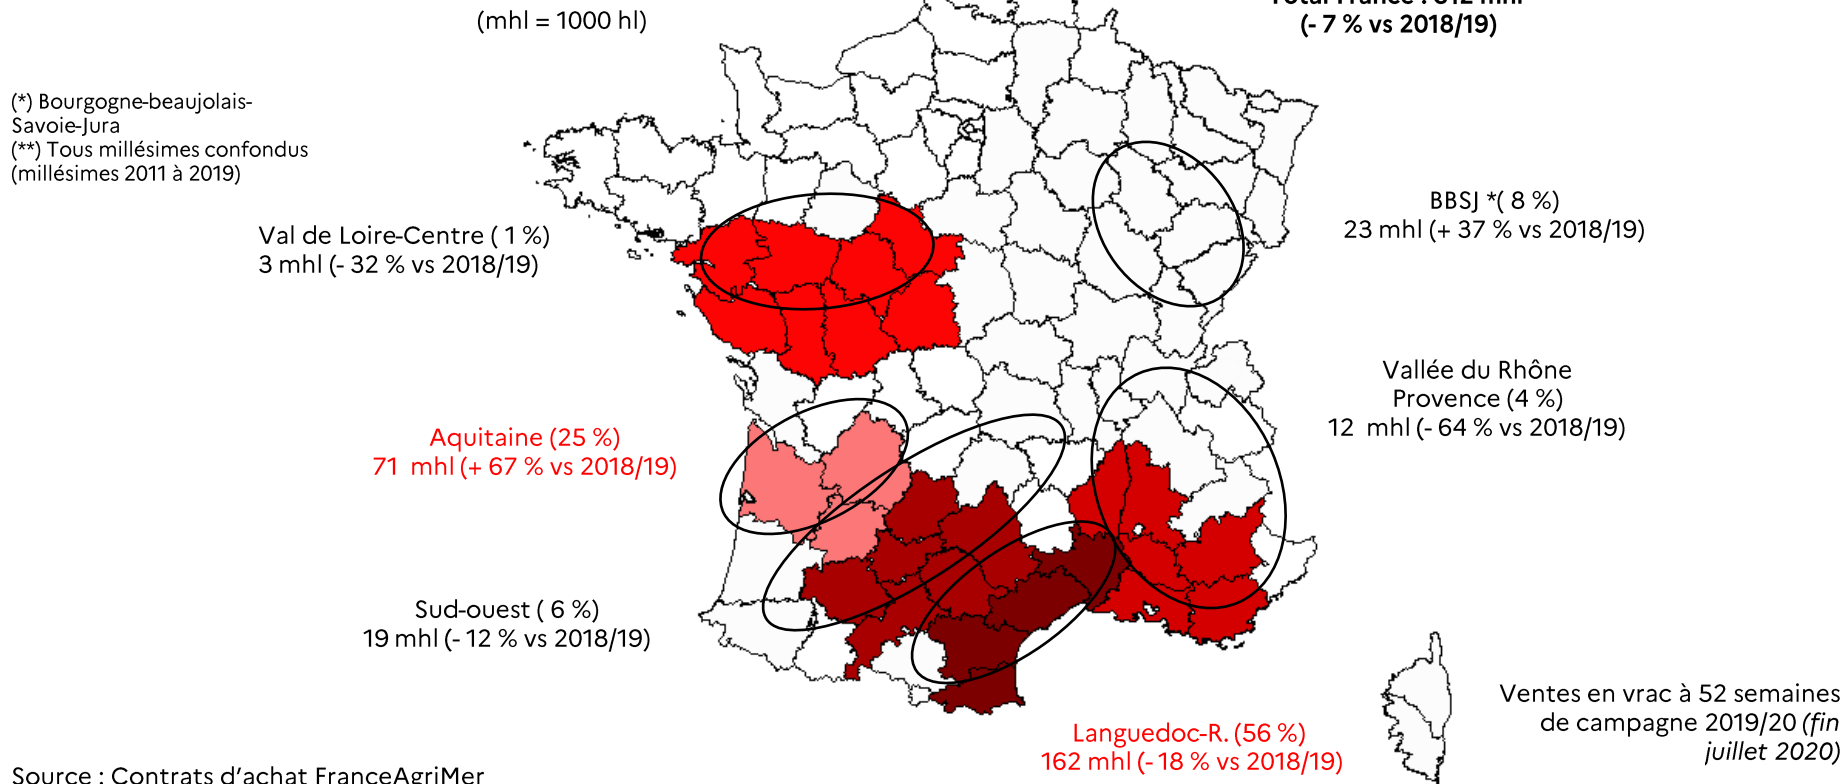 (mhl = 1000 hl)
(- 7 % vs 2018/19)
(*) Bourgogne-beaujolais-
Savoie-Jura
(**) Tous millésimes confondus
(millésimes 2011 à 2019)
Val de Loire-Centre ( 1 %)
3 mhl (- 32 % vs 2018/19)
BBSJ *( 8 %)
23 mhl (+ 37 % vs 2018/19)
Vallée du Rhône
Provence (4 %)
12 mhl (- 64 % vs 2018/19)
Aquitaine (25 %)
71 mhl (+ 67 % vs 2018/19)
Sud-ouest ( 6 %)
19 mhl (- 12 % vs 2018/19)
Languedoc-R. (56 %)
162 mhl (- 18 % vs 2018/19)
Ventes en vrac à 52 semaines
de campagne 2019/20 (fin
juillet 2020)
Source : Contrats d'achat FranceAgriMer